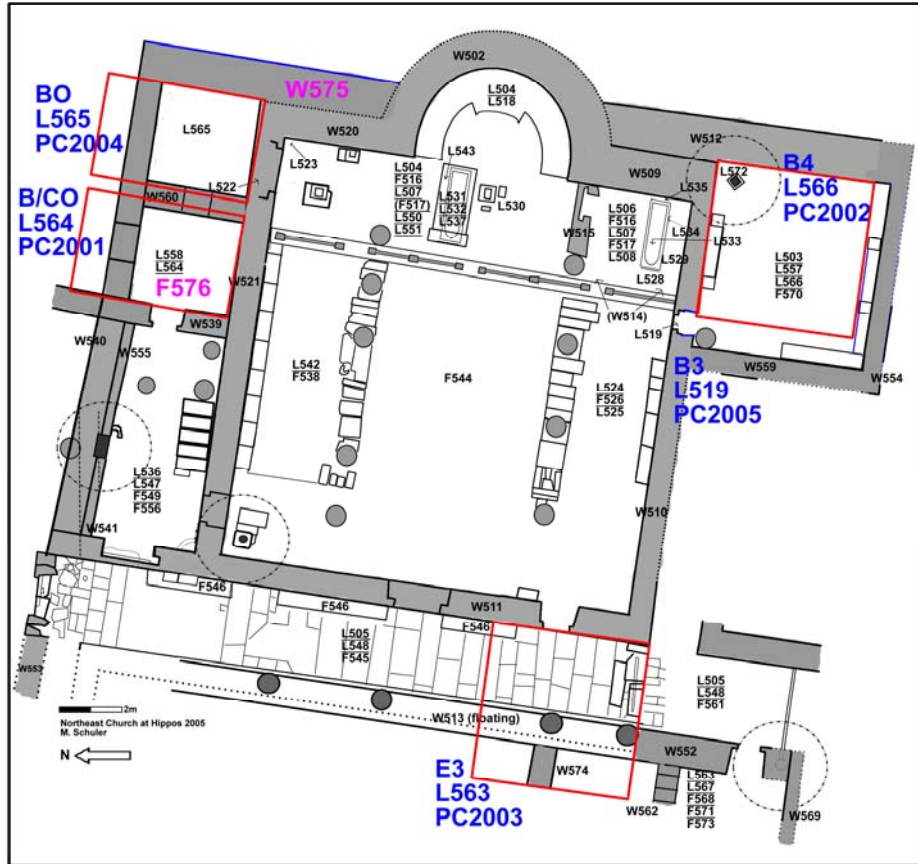 W502
BO
L565
PC2004
W575
L504
L518
L565
W520
W512
L523
L543
L504
F516
L507
(F517)
L550
L551
L531
L532
L537
L530
W509
L535
L572
B4
L566
PC2002
L522
W560
B/CO
L564
PC2001
W515
L506
F516
L507
F517
L508
L534
L533
L529
L528
L503
L557
L566
F570
L558
L564
F576
W521
(W514)
L519
W539
W540
W555
L542
F538
F544
L524
F526
L525
B3
L519
PC2005
W559
W554
L536
L547
F549
F556
W510
W541
F546
F546
W511
F546
L505
L548
F545
L505
L548
F561
W553
2m
Northeast Church at Hippos 2005
M. Schuler
N
W513 (floating)
W552
E3
L563
PC2003
W574
W562
L563
L567
F568
F571
F573
W569